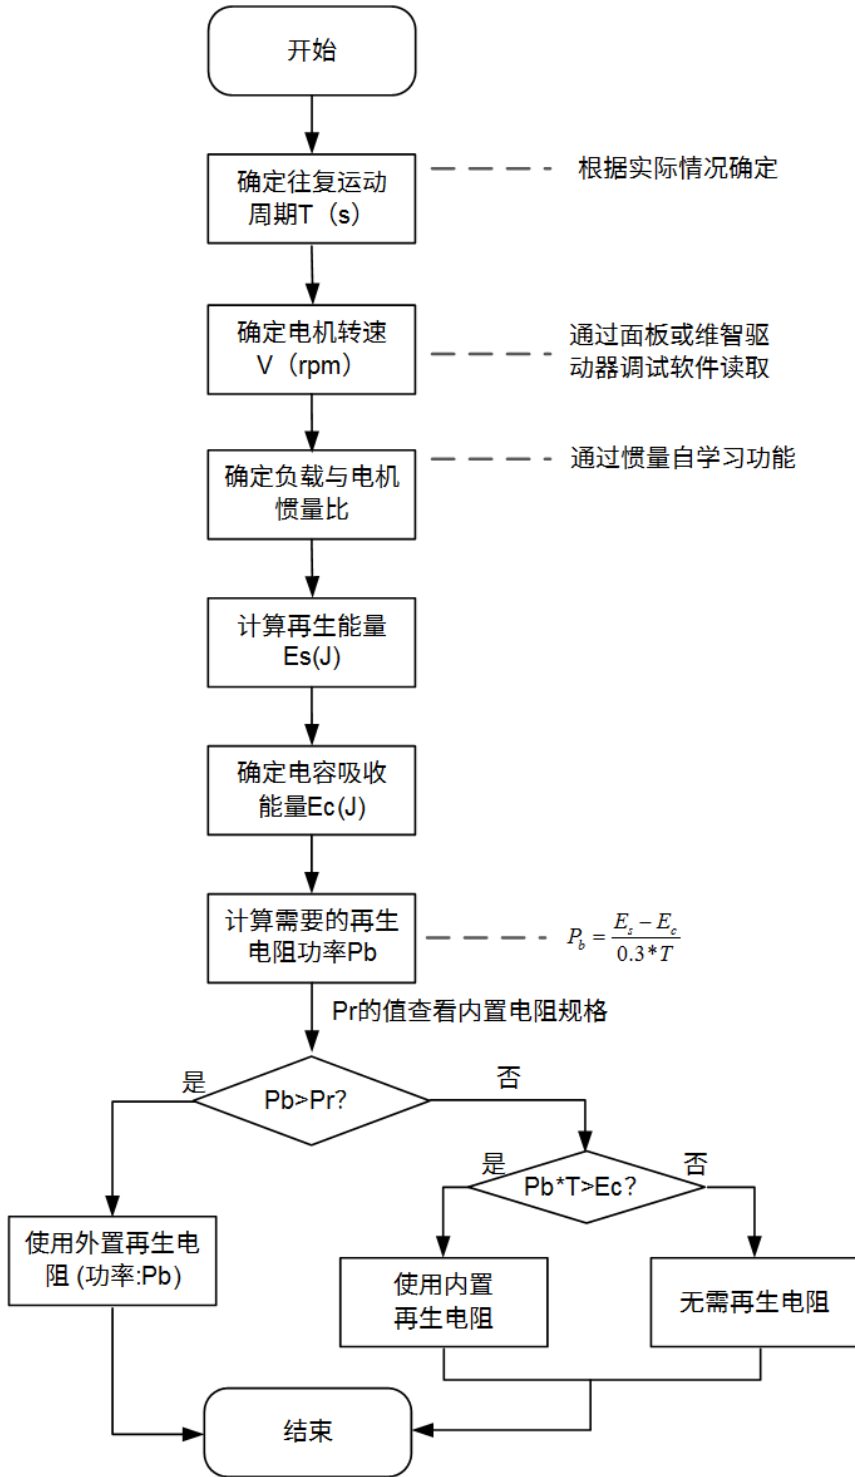 开始
确定往复运动
周期T（s）
根据实际情况确定
确定电机转速
V（rpm）
通过面板或维智驱
动器调试软件读取
确定负载与电机
惯量比
通过惯量自学习功能
计算再生能量
Es(J)
确定电容吸收
能量Ec(J)
计算需要的再生
电阻功率Pb
P_b = \frac{E_s - E_c}{0.3*T}
Pr的值查看内置电阻规格
是
Pb>Pr?
否
是
Pb*T>Ec?
否
使用外置再生电
阻 (功率:Pb)
使用内置
再生电阻
无需再生电阻
结束